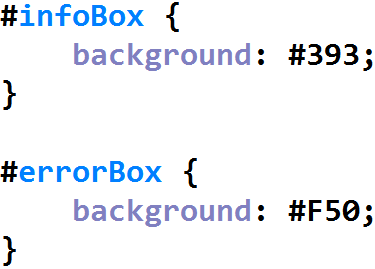 #infoBox {
    background: #393;
}

#errorBox {
    background: #F50;
}